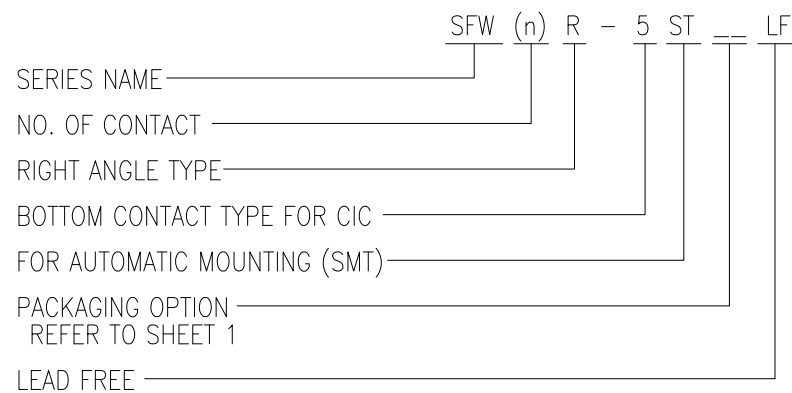 SFW (n) R - 5 ST __ LF
SERIES NAME
NO. OF CONTACT
RIGHT ANGLE TYPE
BOTTOM CONTACT TYPE FOR CIC
FOR AUTOMATIC MOUNTING (SMT)
PACKAGING OPTION
REFER TO SHEET 1
LEAD FREE